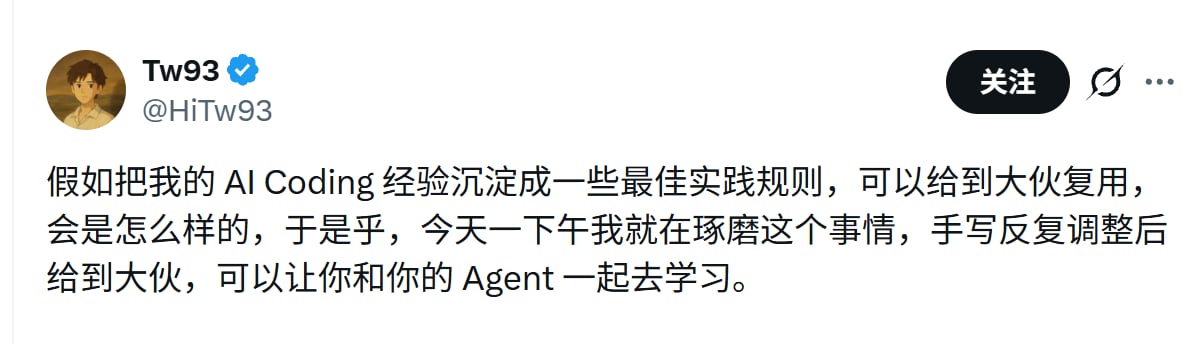 Tw93
@HiTw93
关注
假如把我的 AI Coding 经验沉淀成一些最佳实践规则，可以给到大伙复用，
会是怎么样的，于是乎，今天一下午我就在琢磨这个事情，手写反复调整后
给到大伙，可以让你和你的 Agent 一起去学习。